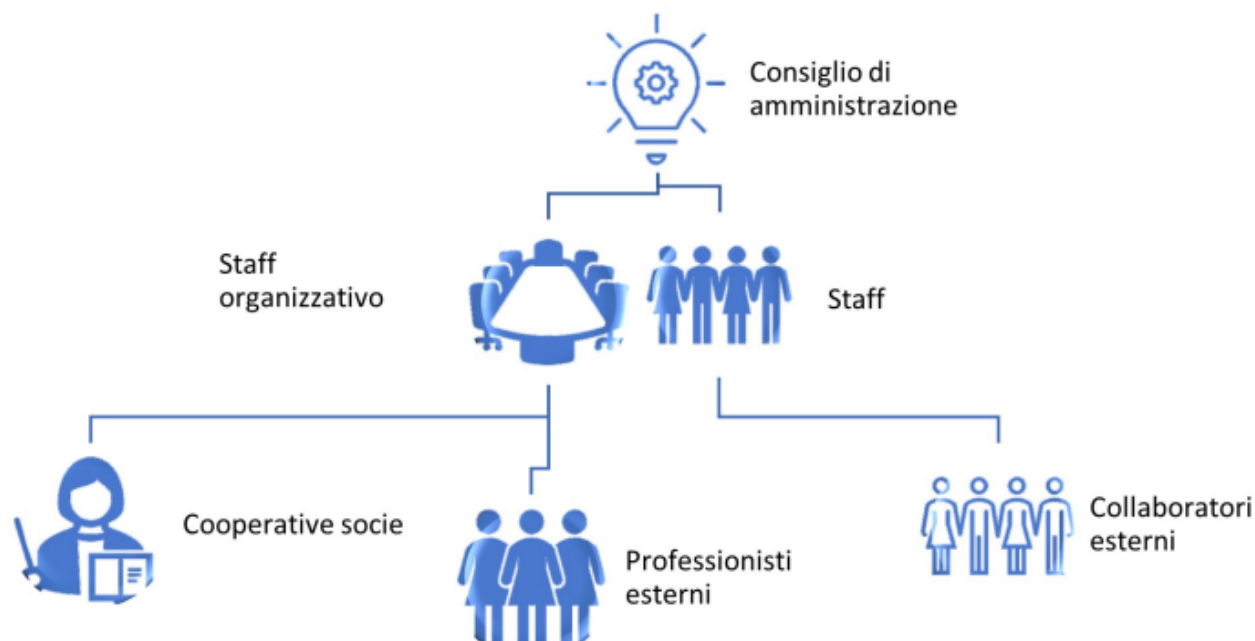 Consiglio di
amministrazione
Staff
organizzativo
Staff
Cooperative socie
Professionisti
esterni
Collaboratori
esterni